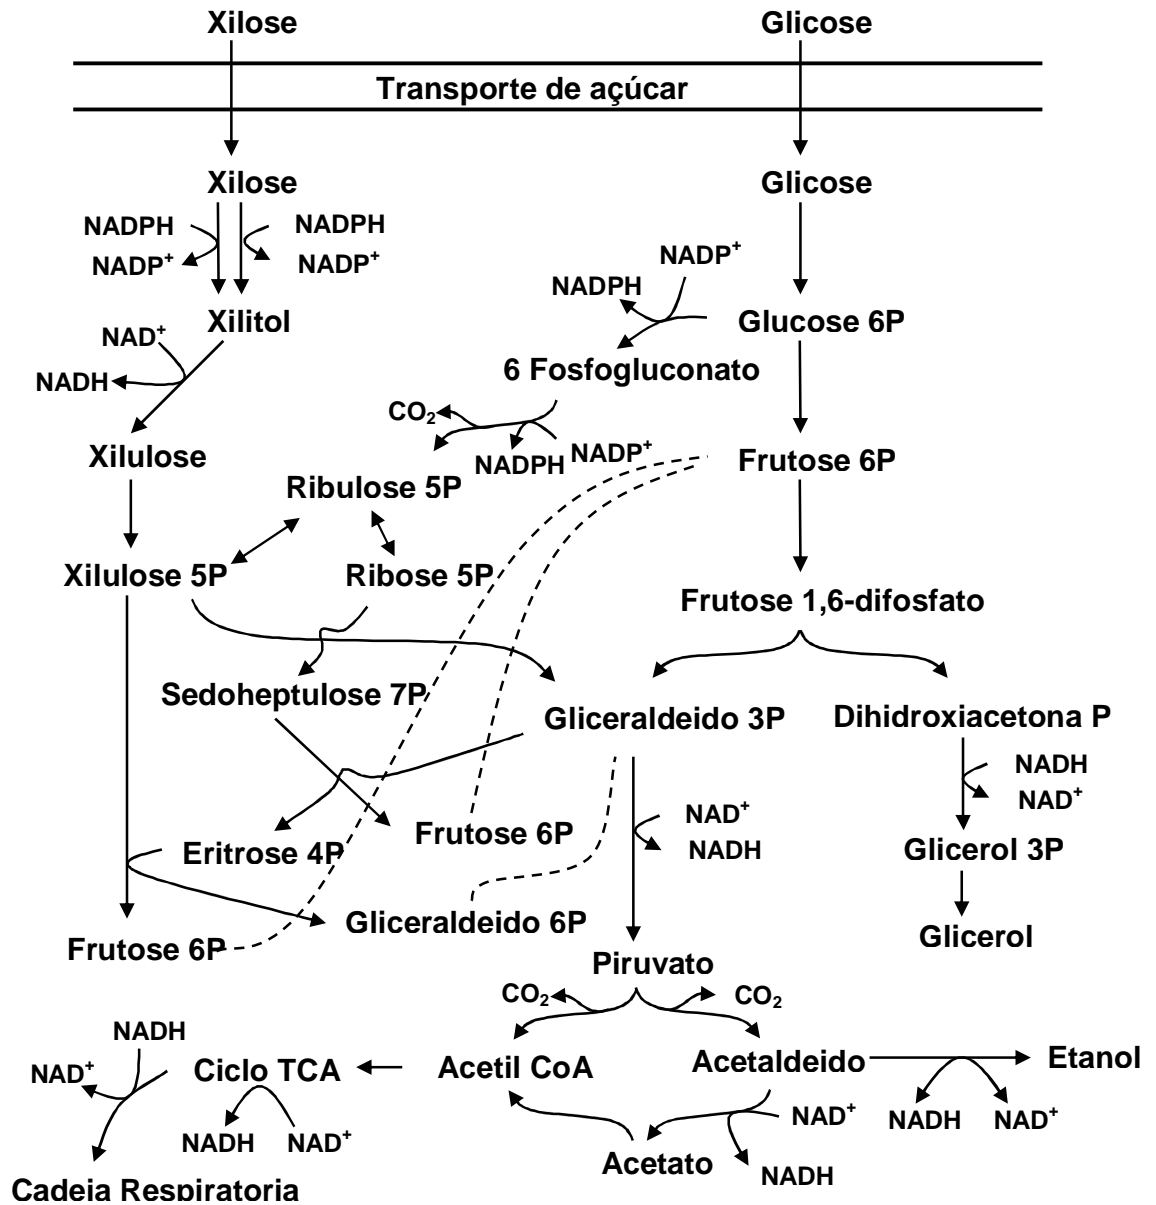 Xilose Glicose
Transporte de açúcar
Xilose Glicose
NADPH NADPH
NADP⁺ NADP⁺
NADP⁺
NADPH
Xilitol Glucose 6P
NAD⁺
NADH
6 Fosfogluconato
CO₂
Xilulose NADPH NADP⁺ Frutose 6P
Ribulose 5P
Xilulose 5P Ribose 5P
Frutose 1,6-difosfato
Sedoheptulose 7P Gliceraldeido 3P Dihidroxiacetona P
NADH
NAD⁺
NAD⁺
NADH
Frutose 6P
Eritrose 4P Glicerol 3P
Gliceraldeido 6P
Frutose 6P Glicerol
Piruvato
CO₂ CO₂
NADH
NAD⁺ Ciclo TCA Acetil CoA Acetaldeido Etanol
NADH NAD⁺ NAD⁺ NADH NAD⁺
Acetato NADH
Cadeia Respiratoria